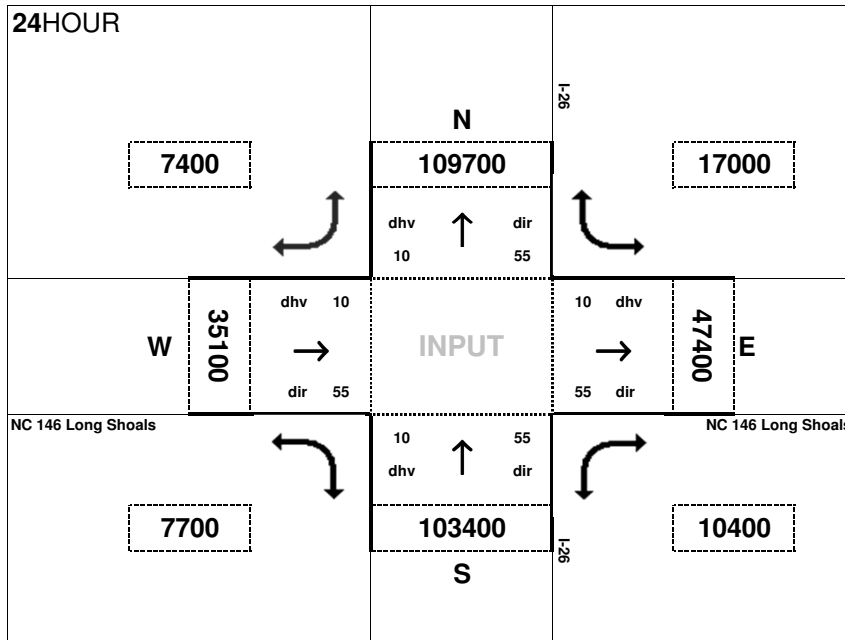 24HOUR
I-26
N
7400
109700
17000
dhv
dir
10
55
dhv 10
10 dhv
W
35100
INPUT
47400
E
dir 55
55 dir
NC 146 Long Shoals
NC 146 Long Shoals
10
55
dhv
dir
7700
103400
10400
I-26
S